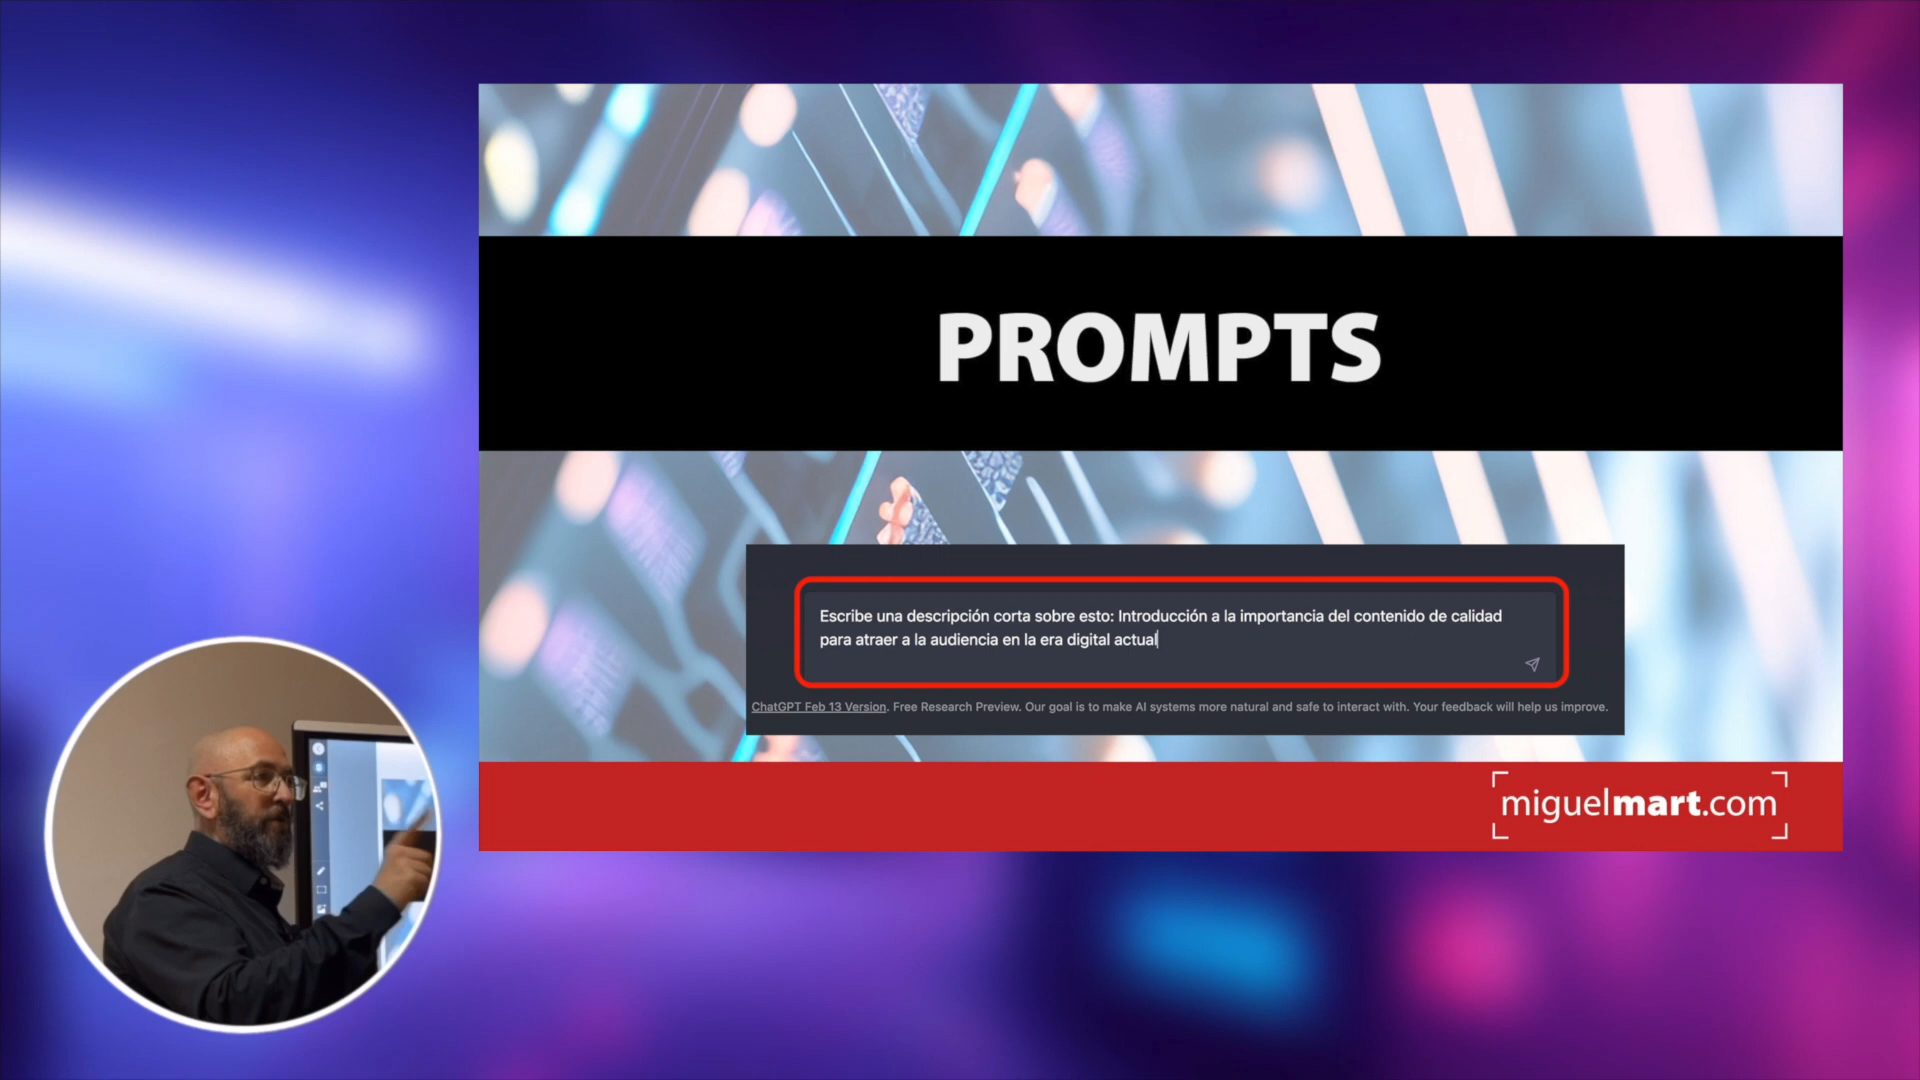 PROMPTS
Escribe una descripción corta sobre esto: Introducción a la importancia del contenido de calidad
para atraer a la audiencia en la era digital actual
ChatGPT Feb 13 Version. Free Research Preview. Our goal is to make AI systems more natural and safe to interact with. Your feedback will help us improve.
miguelmart.com